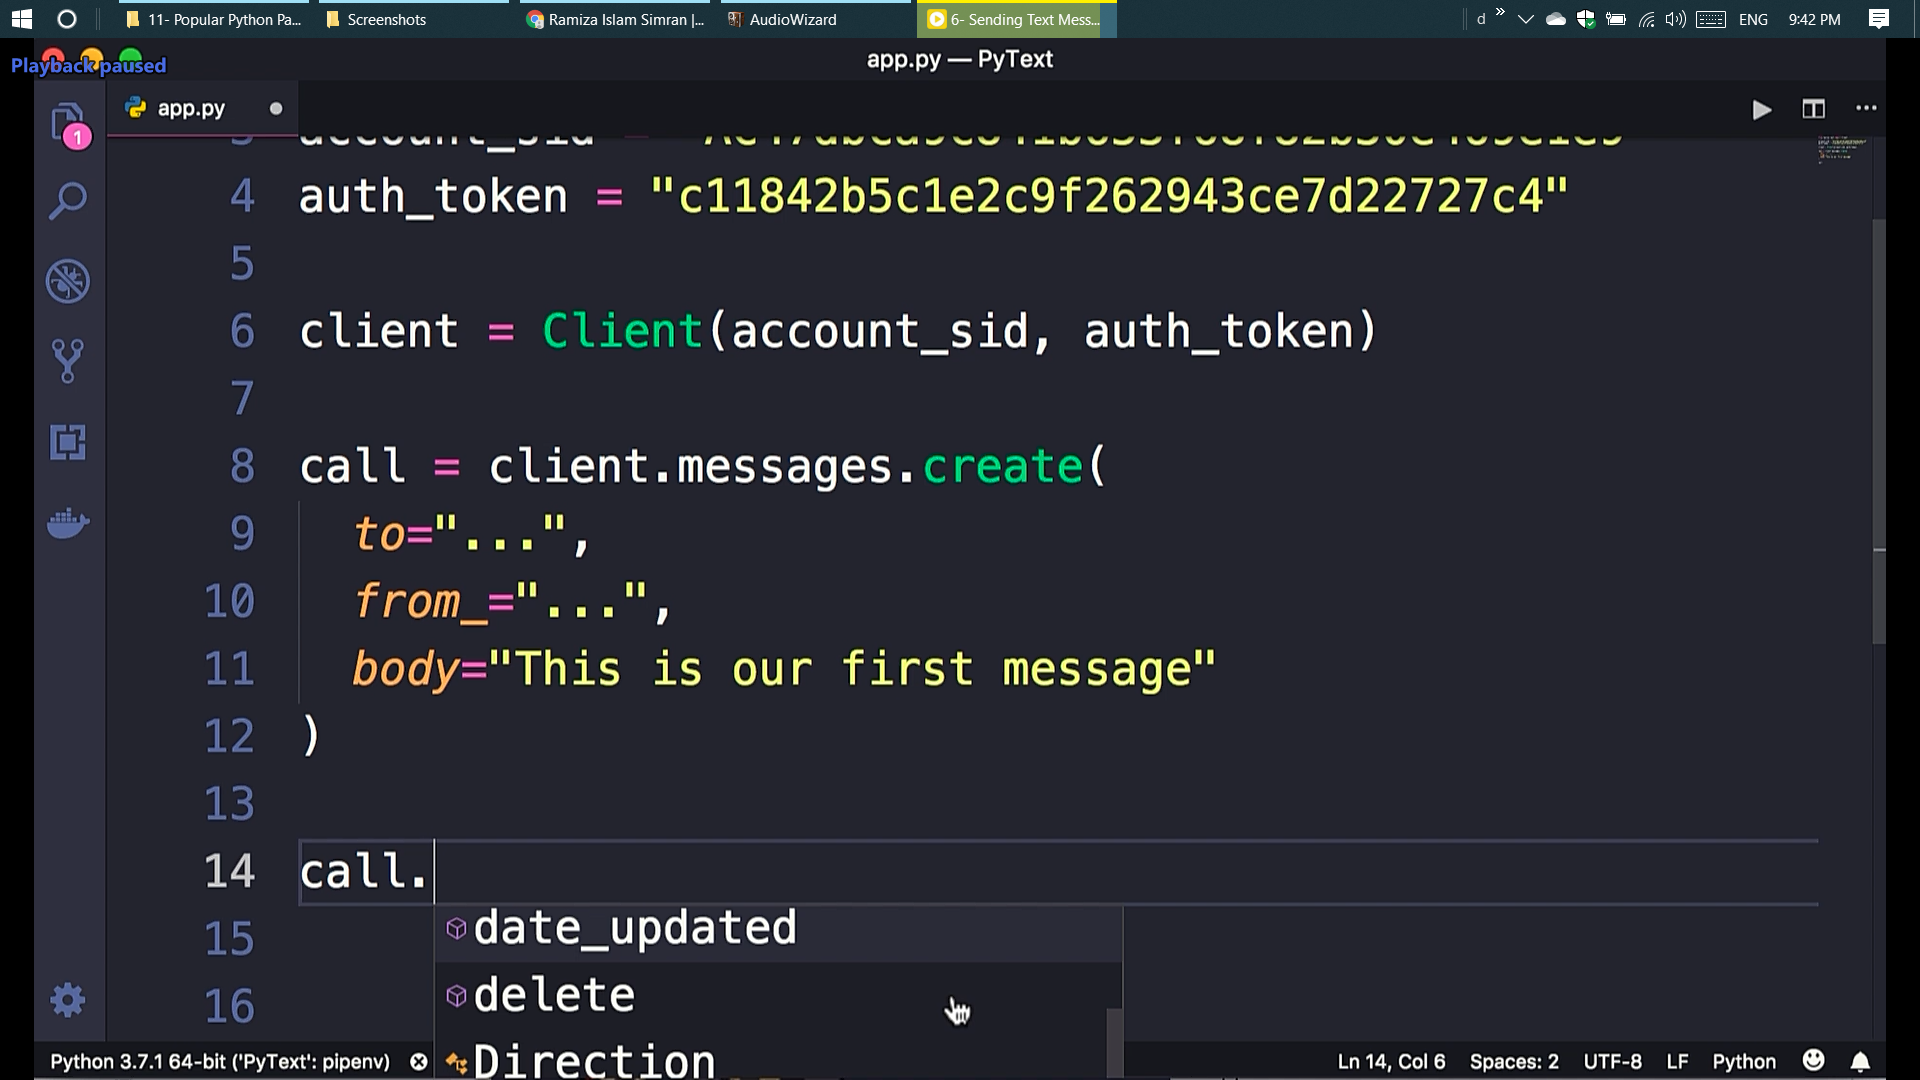 11- Popular Python Pa...
Screenshots
Ramiza Islam Simran |...
AudioWizard
6- Sending Text Mess...
d
ENG
9:42 PM
Playback paused
app.py — PyText
app.py
1
account_sid =
4 auth_token = "c11842b5c1e2c9f262943ce7d22727c4"
5
6 client = Client(account_sid, auth_token)
7
8 call = client.messages.create(
9 to="...",
10 from_="...",
11 body="This is our first message"
12 )
13
14 call.
date_updated
15
delete
16
Direction
Python 3.7.1 64-bit ('PyText': pipenv)
Ln 14, Col 6
Spaces: 2
UTF-8
LF
Python